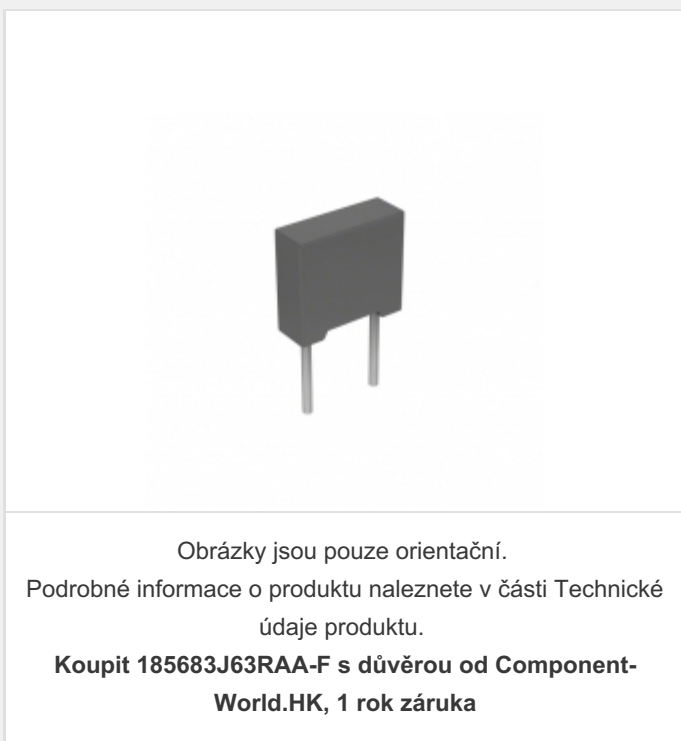 Obrázky jsou pouze orientační.
Podrobné informace o produktu naleznete v části Technické
údaje produktu.
Koupit 185683J63RAA-F s důvěrou od Component-
World.HK, 1 rok záruka